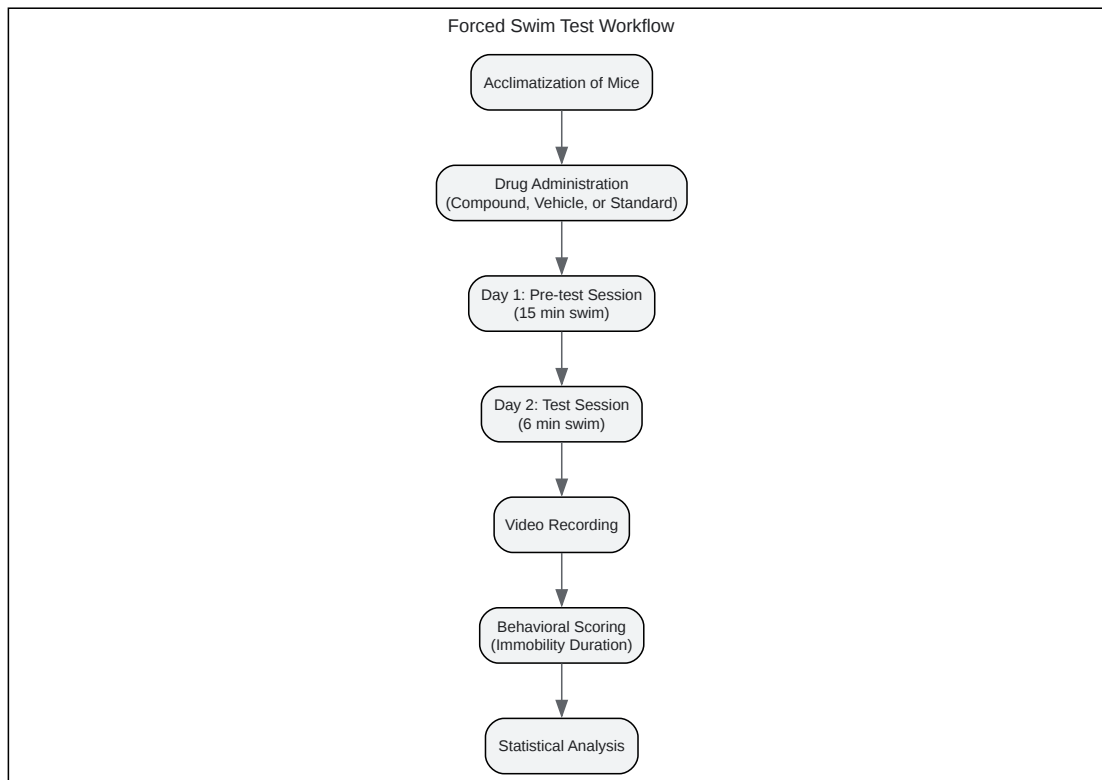 Forced Swim Test Workflow
Acclimatization of Mice
Drug Administration
(Compound, Vehicle, or Standard)
Day 1: Pre-test Session
(15 min swim)
Day 2: Test Session
(6 min swim)
Video Recording
Behavioral Scoring
(Immobility Duration)
Statistical Analysis